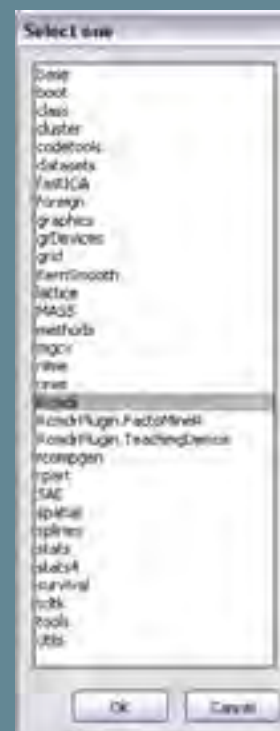 Select one
base
boot
class
cluster
codetools
datasets
fastICA
foreign
graphics
grDevices
grid
KernSmooth
lattice
MASS
methods
mgcv
nlme
nnet
Rcmdr
RcmdrPlugin.FactoMineR
RcmdrPlugin.TeachingDemos
rcompgen
rpart
spatial
splines
stats
stats4
survival
tcltk
tools
utils
OK
Cancel